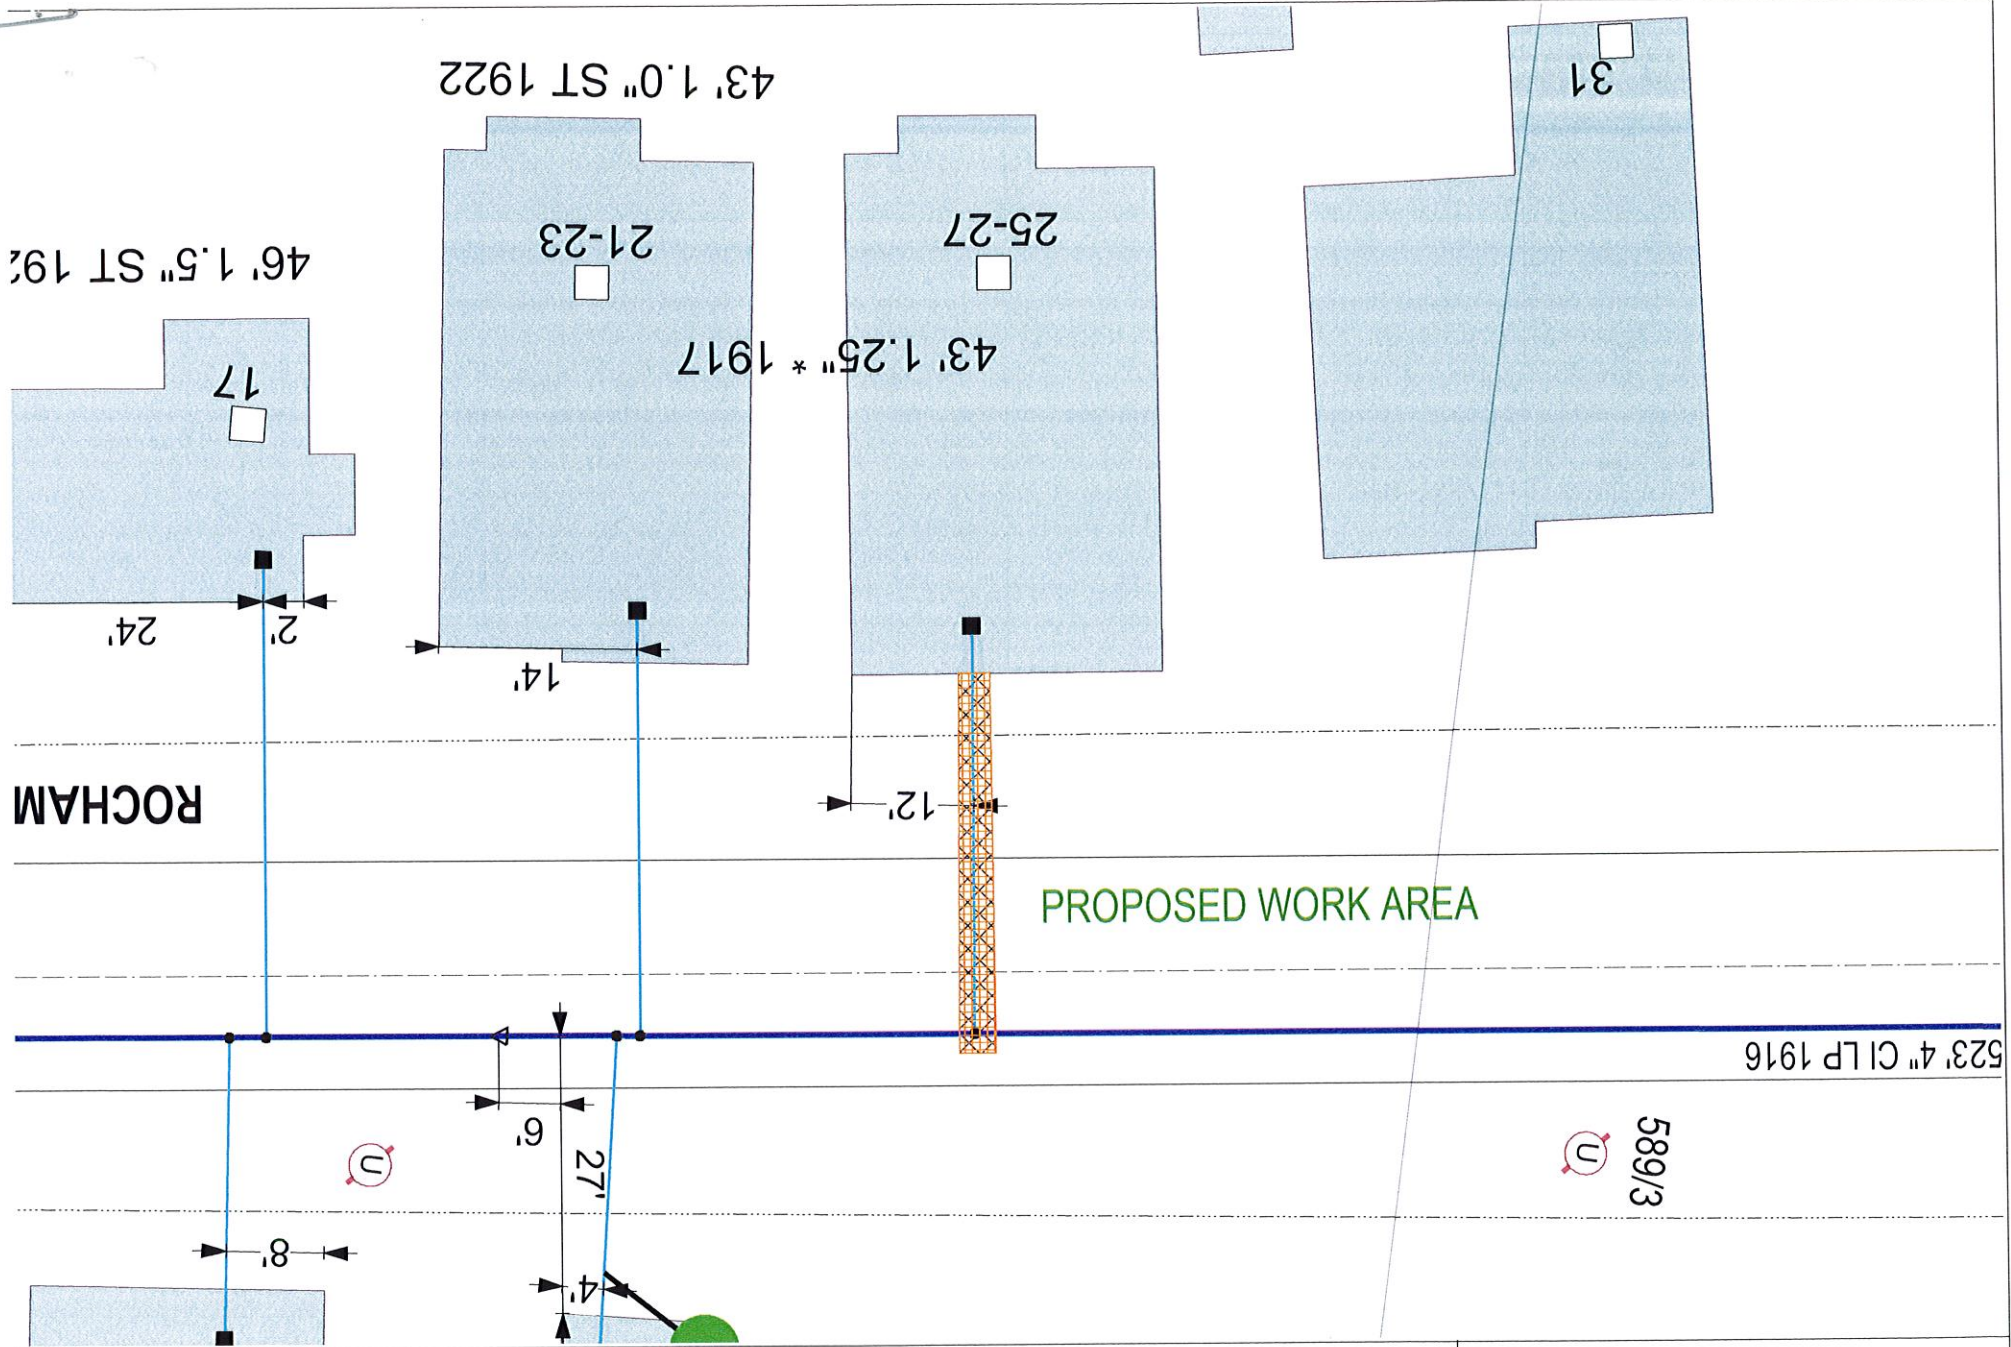 4'
8'
27'
6'
589/3
U
U
523' 4" CI LP 1916
PROPOSED WORK AREA
12'
ROCHAM
14'
2'
24'
17
43' 1.25" * 1917
25-27
21-23
46' 1.5" ST
31
43' 1.0" ST 1922